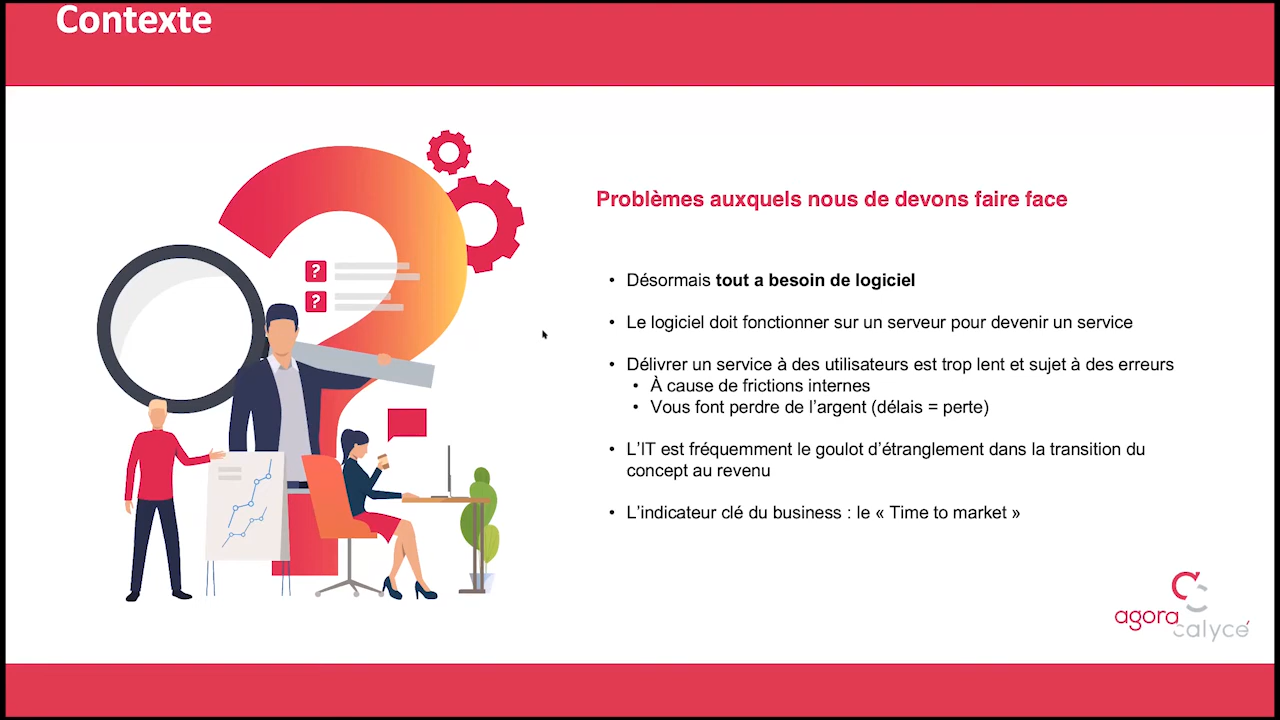 Contexte
Problèmes auxquels nous de devons faire face
? 
?
• Désormais tout a besoin de logiciel
• Le logiciel doit fonctionner sur un serveur pour devenir un service
• Délivrer un service à des utilisateurs est trop lent et sujet à des erreurs
• À cause de frictions internes
• Vous font perdre de l’argent (délais = perte)
• L’IT est fréquemment le goulot d’étranglement dans la transition du
concept au revenu
• L’indicateur clé du business : le « Time to market »
agora
calycé